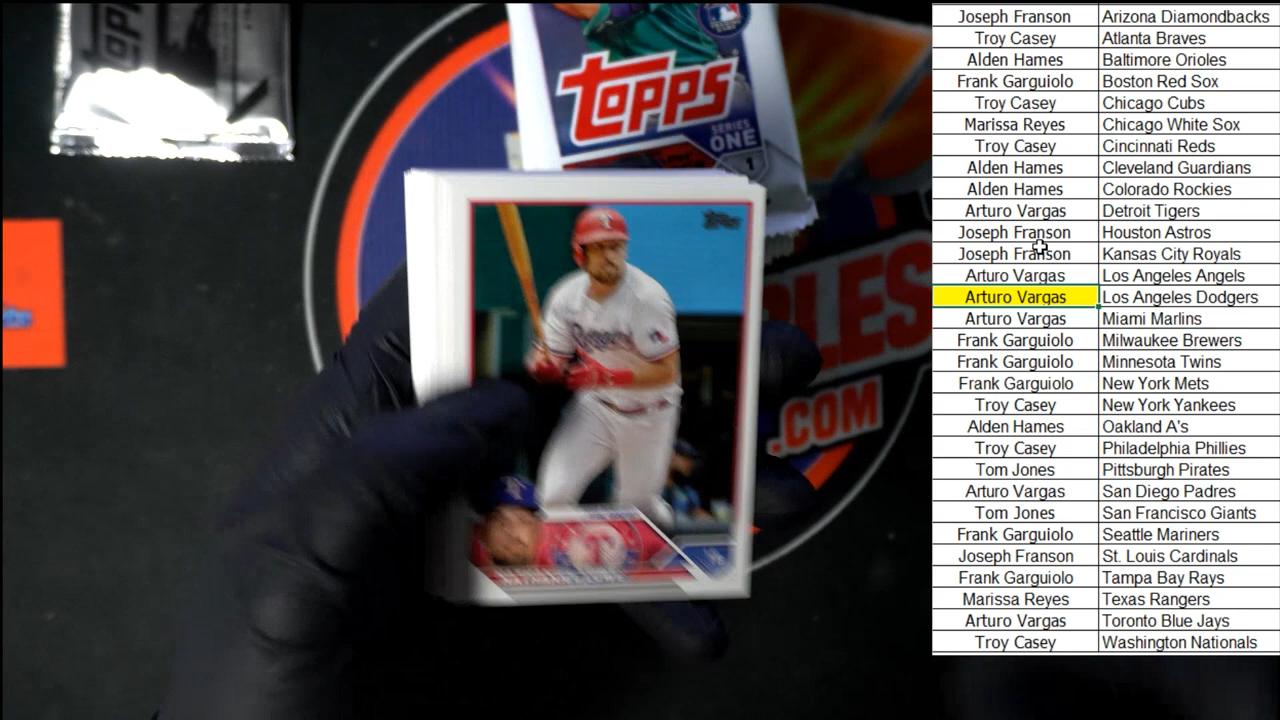 TOPPS
SERIES
ONE
1
Topps
Rangers
NATHANIEL LOWE
.COM
Joseph Franson Arizona Diamondbacks
Troy Casey Atlanta Braves
Alden Hames Baltimore Orioles
Frank Garguiolo Boston Red Sox
Troy Casey Chicago Cubs
Marissa Reyes Chicago White Sox
Troy Casey Cincinnati Reds
Alden Hames Cleveland Guardians
Alden Hames Colorado Rockies
Arturo Vargas Detroit Tigers
Joseph Franson Houston Astros
Joseph Franson Kansas City Royals
Arturo Vargas Los Angeles Angels
Arturo Vargas Los Angeles Dodgers
Arturo Vargas Miami Marlins
Frank Garguiolo Milwaukee Brewers
Frank Garguiolo Minnesota Twins
Frank Garguiolo New York Mets
Troy Casey New York Yankees
Alden Hames Oakland A's
Troy Casey Philadelphia Phillies
Tom Jones Pittsburgh Pirates
Arturo Vargas San Diego Padres
Tom Jones San Francisco Giants
Frank Garguiolo Seattle Mariners
Joseph Franson St. Louis Cardinals
Frank Garguiolo Tampa Bay Rays
Marissa Reyes Texas Rangers
Arturo Vargas Toronto Blue Jays
Troy Casey Washington Nationals